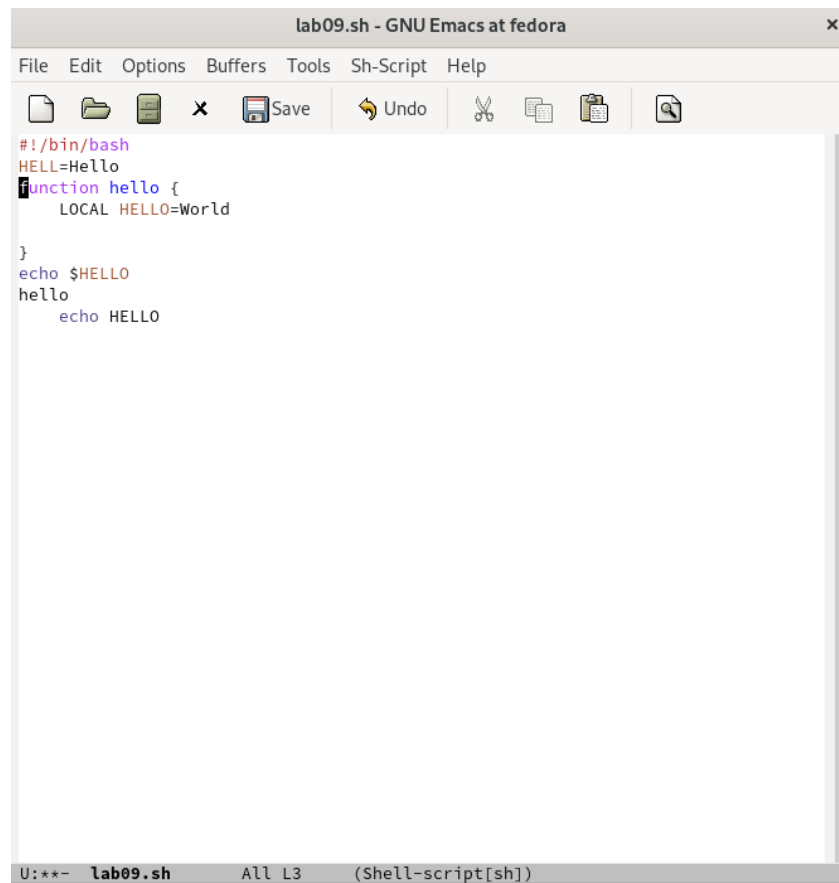 lab09.sh - GNU Emacs at fedora
File Edit Options Buffers Tools Sh-Script Help
Save Undo
#!/bin/bash
HELL=Hello
function hello {
    LOCAL HELLO=World

}
echo $HELLO
hello
    echo HELLO
U:**-  lab09.sh      All L3     (Shell-script[sh])